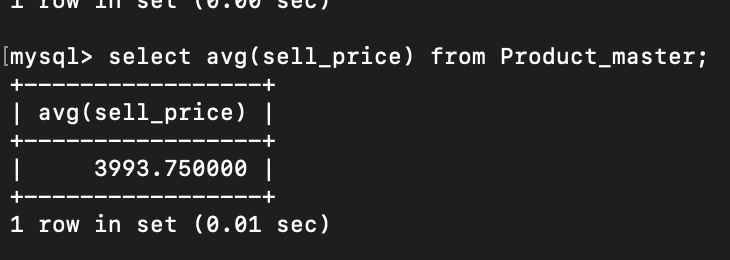 1 row in set (0.00 sec)
[mysql> select avg(sell_price) from Product_master;
+-----------------+
| avg(sell_price) |
+-----------------+
|     3993.750000 |
+-----------------+
1 row in set (0.01 sec)